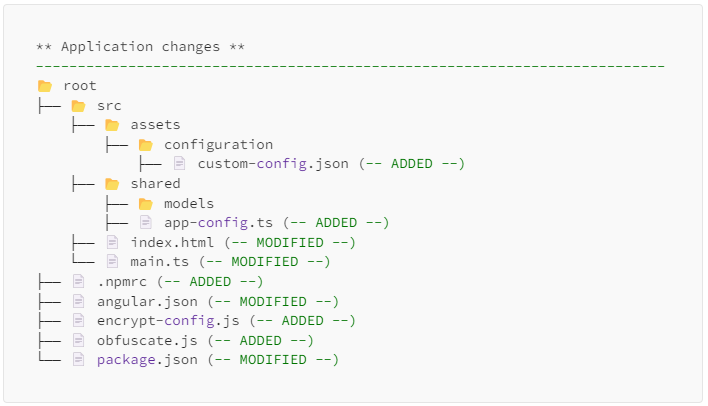 ** Application changes **
---------------------------------------------------------------------------
📂 root
├── 📂 src
    ├── 📂 assets
        ├── 📂 configuration
            ├── 📄 custom-config.json (-- ADDED --)
    ├── 📂 shared
        ├── 📂 models
        ├── 📄 app-config.ts (-- ADDED --)
    ├── 📄 index.html (-- MODIFIED --)
    └── 📄 main.ts (-- MODIFIED --)
├── 📄 .npmrc (-- ADDED --)
├── 📄 angular.json (-- MODIFIED --)
├── 📄 encrypt-config.js (-- ADDED --)
├── 📄 obfuscate.js (-- ADDED --)
└── 📄 package.json (-- MODIFIED --)